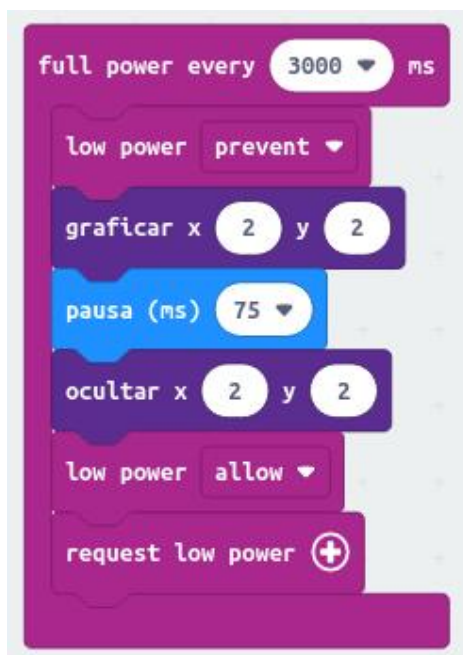 full power every 3000 ms
low power prevent
graficar x 2 y 2
pausa (ms) 75
ocultar x 2 y 2
low power allow
request low power